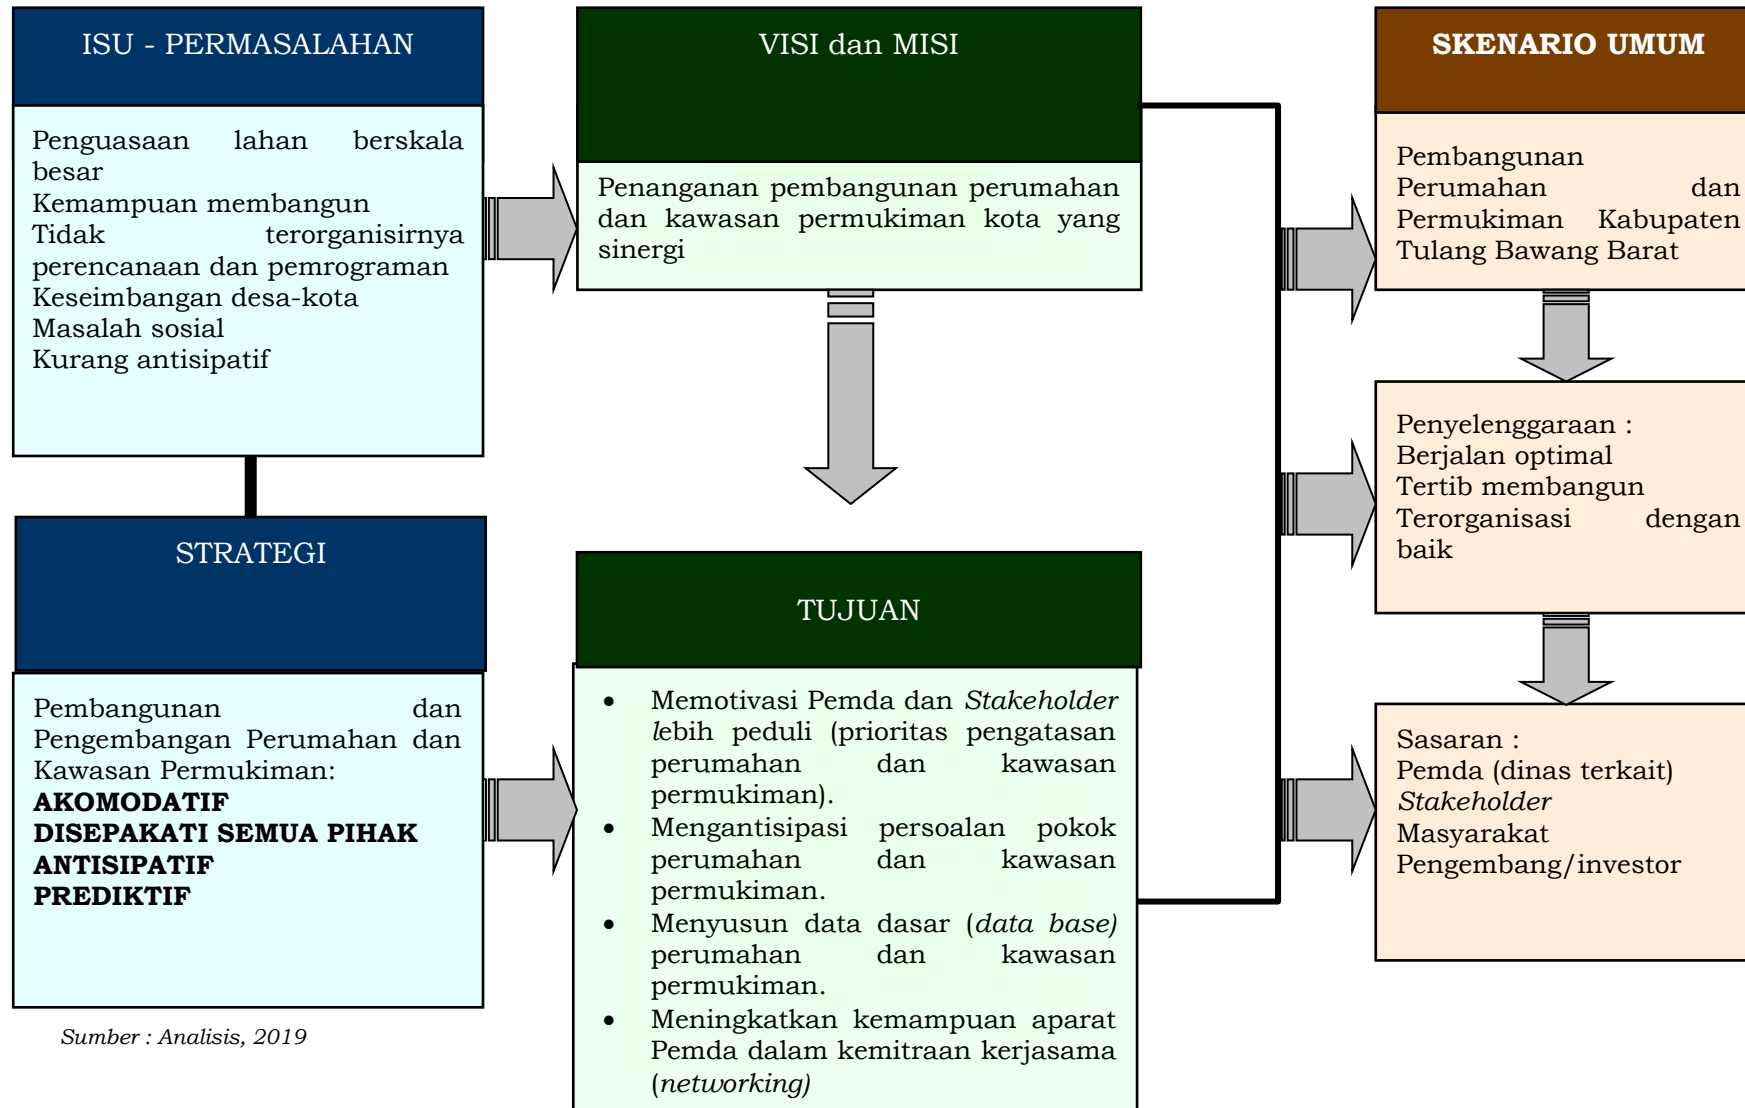 ISU - PERMASALAHAN
Penguasaan lahan berskala
besar
Kemampuan membangun
Tidak terorganisirnya
perencanaan dan pemrograman
Keseimbangan desa-kota
Masalah sosial
Kurang antisipatif
STRATEGI
Pembangunan dan
Pengembangan Perumahan dan
Kawasan Permukiman:
AKOMODATIF
DISEPAKATI SEMUA PIHAK
ANTISIPATIF
PREDIKTIF
Sumber : Analisis, 2019
VISI dan MISI
Penanganan pembangunan perumahan
dan kawasan permukiman kota yang
sinergi
TUJUAN
• Memotivasi Pemda dan Stakeholder
lebih peduli (prioritas pengatasan
perumahan dan kawasan
permukiman).
• Mengantisipasi persoalan pokok
perumahan dan kawasan
permukiman.
• Menyusun data dasar (data base)
perumahan dan kawasan
permukiman.
• Meningkatkan kemampuan aparat
Pemda dalam kemitraan kerjasama
(networking)
SKENARIO UMUM
Pembangunan
Perumahan dan
Permukiman Kabupaten
Tulang Bawang Barat
Penyelenggaraan :
Berjalan optimal
Tertib membangun
Terorganisasi dengan
baik
Sasaran :
Pemda (dinas terkait)
Stakeholder
Masyarakat
Pengembang/investor